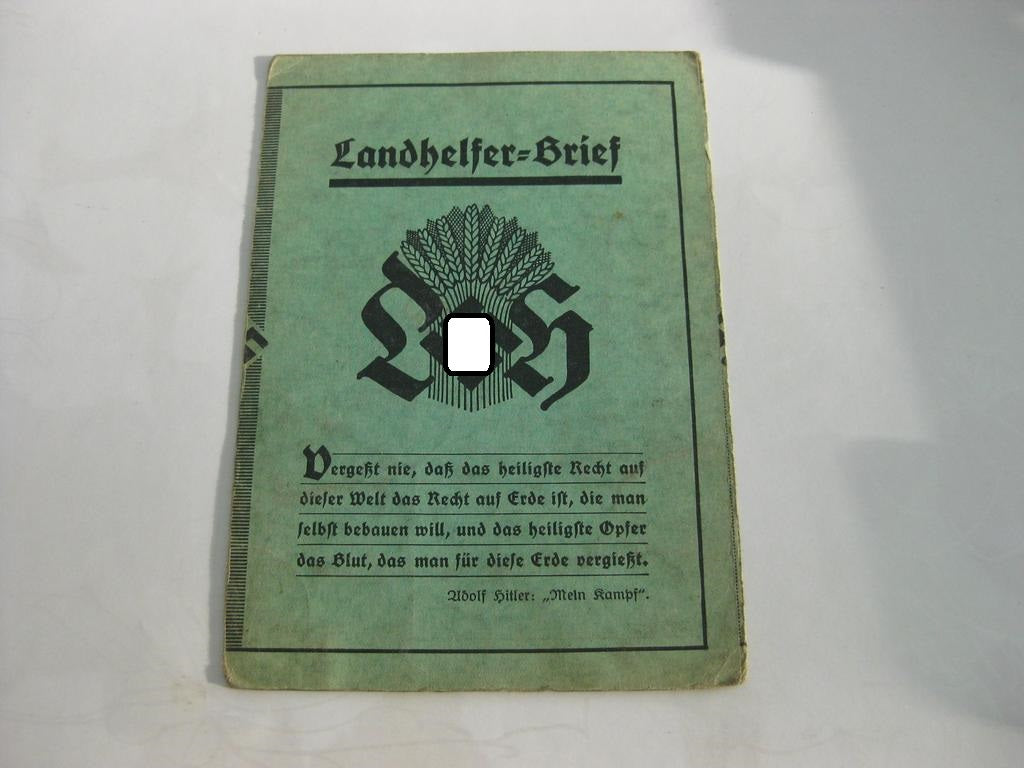 Landhelfer-Brief
L H
Vergeßt nie, daß das heiligste Recht auf
dieser Welt das Recht auf Erde ist, die man
selbst bebauen will, und das heiligste Opfer
das Blut, das man für diese Erde vergießt.
Adolf Hitler: „Mein Kampf“.